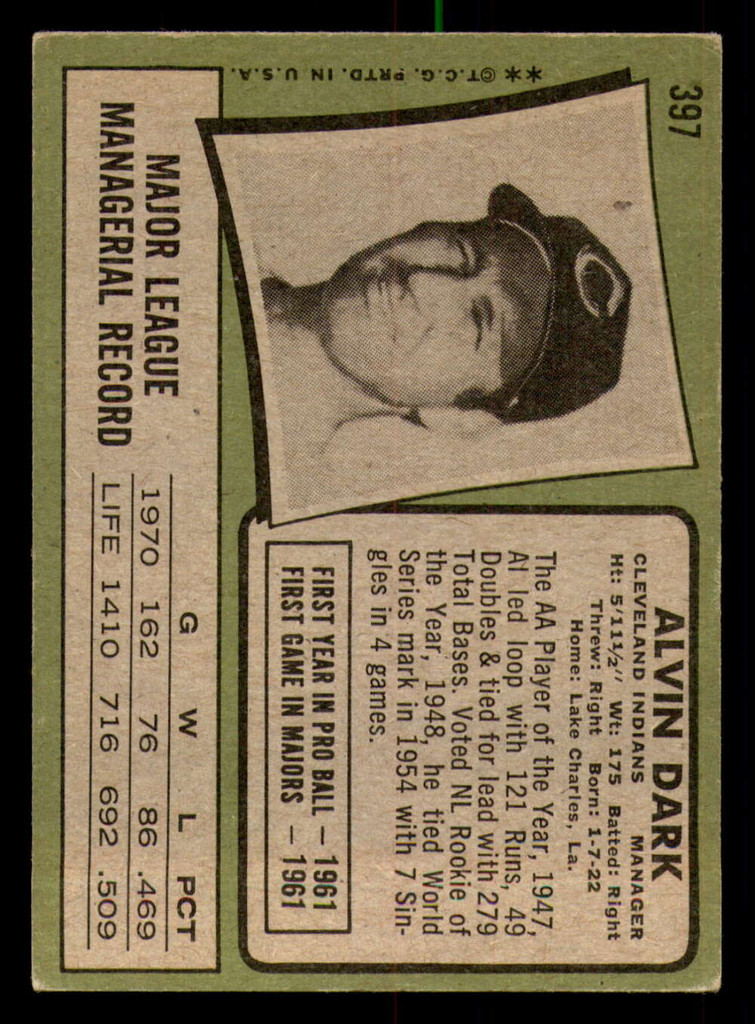 397
ALVIN DARK
CLEVELAND INDIANS MANAGER
Ht: 5'11½" Wt: 175 Batted: Right
Threw: Right Born: 1-7-22
Home: Lake Charles, La.
The AA Player of the Year, 1947,
Al led loop with 121 Runs, 49
Doubles & tied for lead with 279
Total Bases. Voted NL Rookie of
the Year, 1948, he tied World
Series mark in 1954 with 7 Sin-
gles in 4 games.
FIRST YEAR IN PRO BALL — 1961
FIRST GAME IN MAJORS — 1961
MAJOR LEAGUE
MANAGERIAL RECORD
G W L PCT
1970 162 76 86 .469
LIFE 1410 716 692 .509
**©T.C.G. PRTD. IN U.S.A.